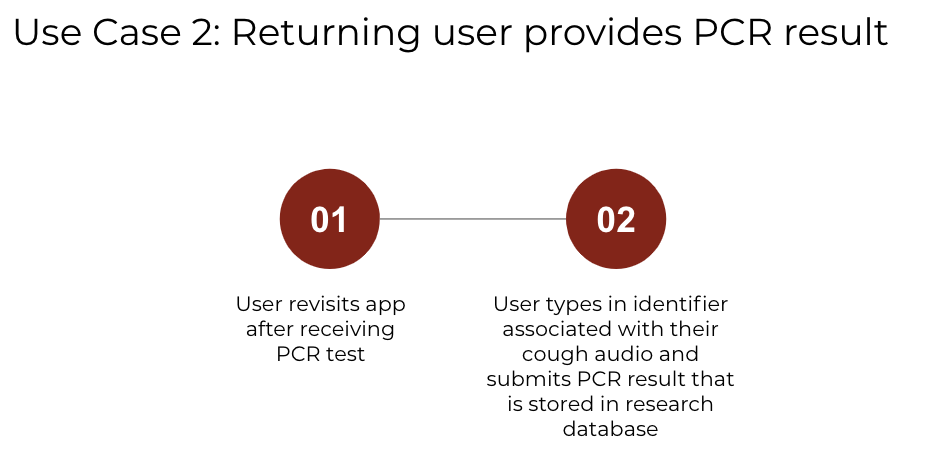 Use Case 2: Returning user provides PCR result
01
02
User revisits app
after receiving
PCR test
User types in identifier
associated with their
cough audio and
submits PCR result that
is stored in research
database